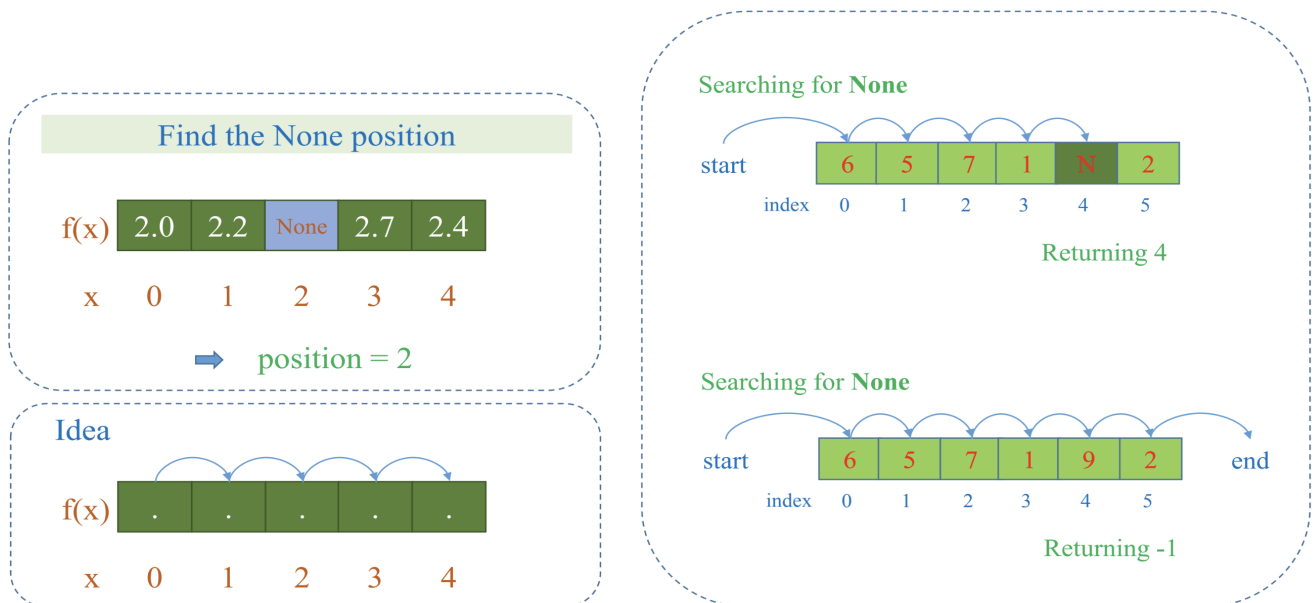 Find the None position
f(x) 2.0 2.2 None 2.7 2.4
x 0 1 2 3 4
position = 2
Idea
f(x) . . . . .
x 0 1 2 3 4
Searching for None
start 6 5 7 1 N 2
index 0 1 2 3 4 5
Returning 4
Searching for None
start 6 5 7 1 9 2 end
index 0 1 2 3 4 5
Returning -1